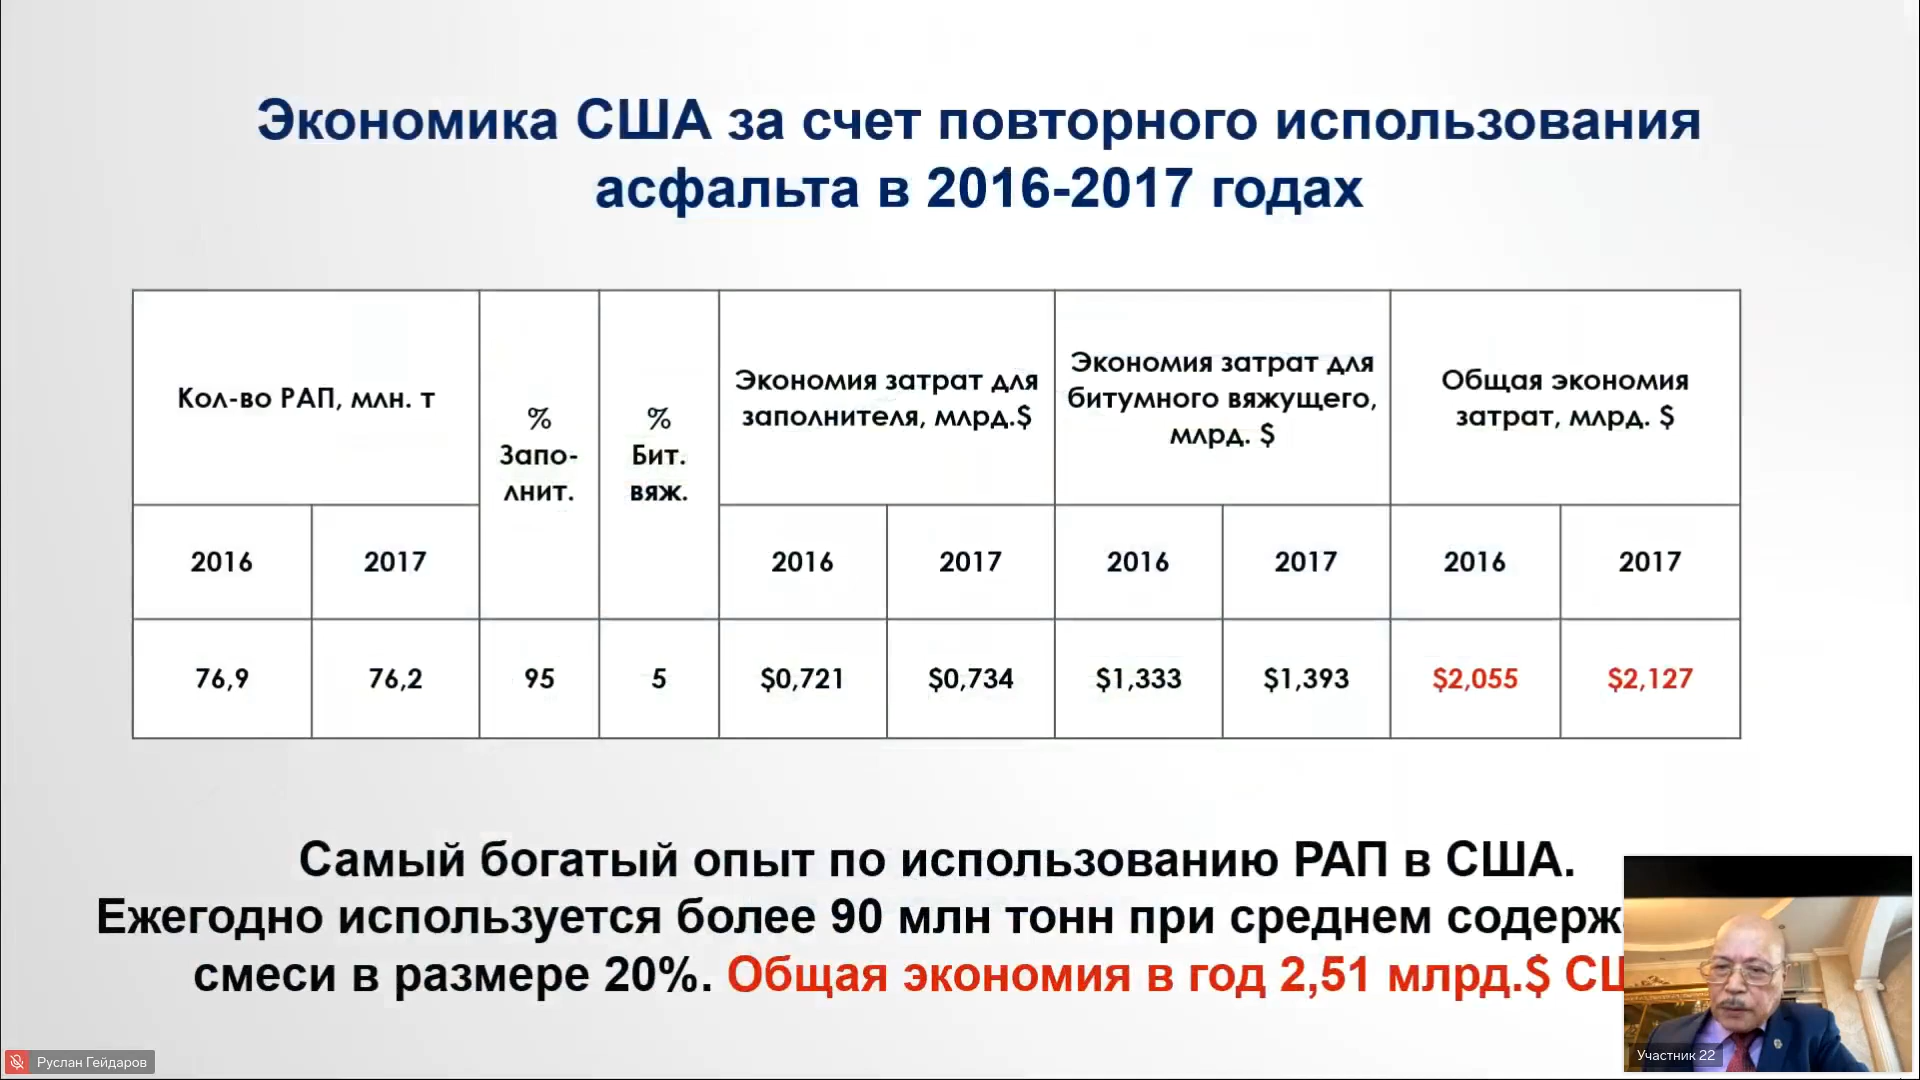 Экономика США за счет повторного использования
асфальта в 2016-2017 годах
Кол-во РАП, млн. т
%
Запо-
лнит.
%
Бит.
вяж.
Экономия затрат для
заполнителя, млрд.$
Экономия затрат для
битумного вяжущего,
млрд. $
Общая экономия
затрат, млрд. $
2016 2017 2016 2017 2016 2017 2016 2017
76,9 76,2 95 5 $0,721 $0,734 $1,333 $1,393 $2,055 $2,127
Самый богатый опыт по использованию РАП в США.
Ежегодно используется более 90 млн тонн при среднем
смеси в размере 20%. Общая экономия в год 2,51 млрд.$
Руслан Гейдаров
Участник 22